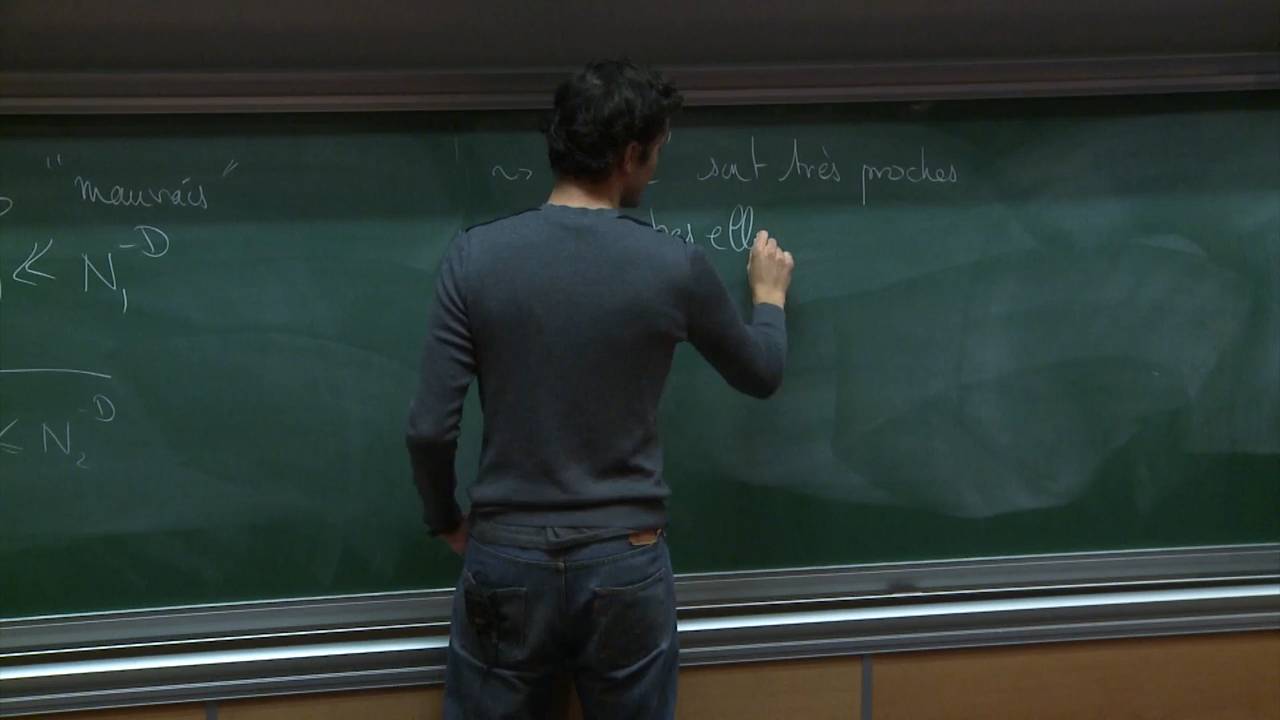 " mauvais "
≪ N₁^{-D}
≤ N₂^{-D}
~> sont très proches
elle